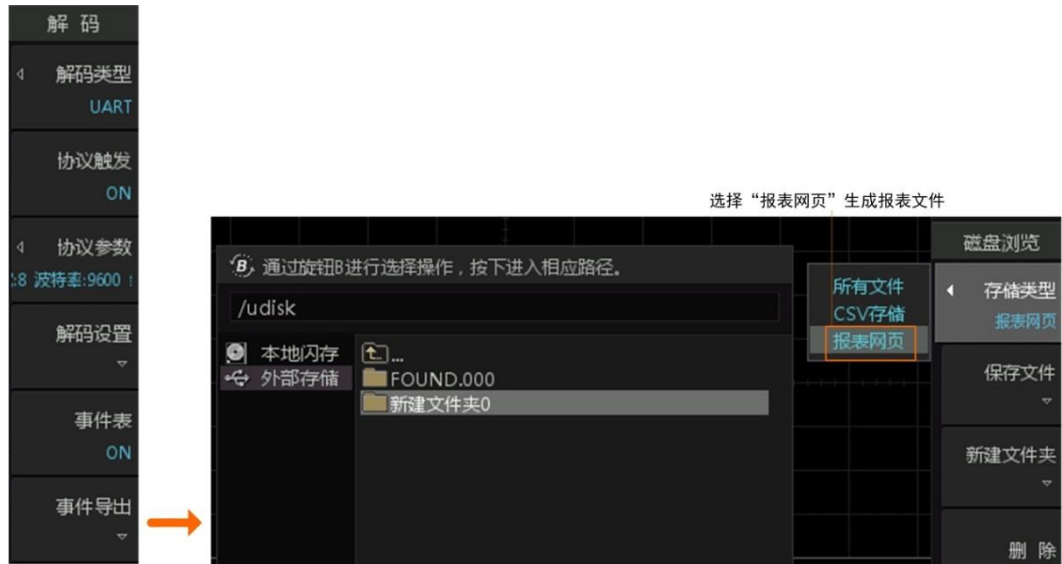 解 码
解码类型
UART
协议触发
ON
协议参数
:8 波特率:9600
解码设置
事件表
ON
事件导出
选择“报表网页”生成报表文件
B 通过旋钮B进行选择操作，按下进入相应路径。
/udisk
本地闪存
外部存储
...
FOUND.000
新建文件夹0
所有文件
CSV存储
报表网页
磁盘浏览
存储类型
报表网页
保存文件
新建文件夹
删 除